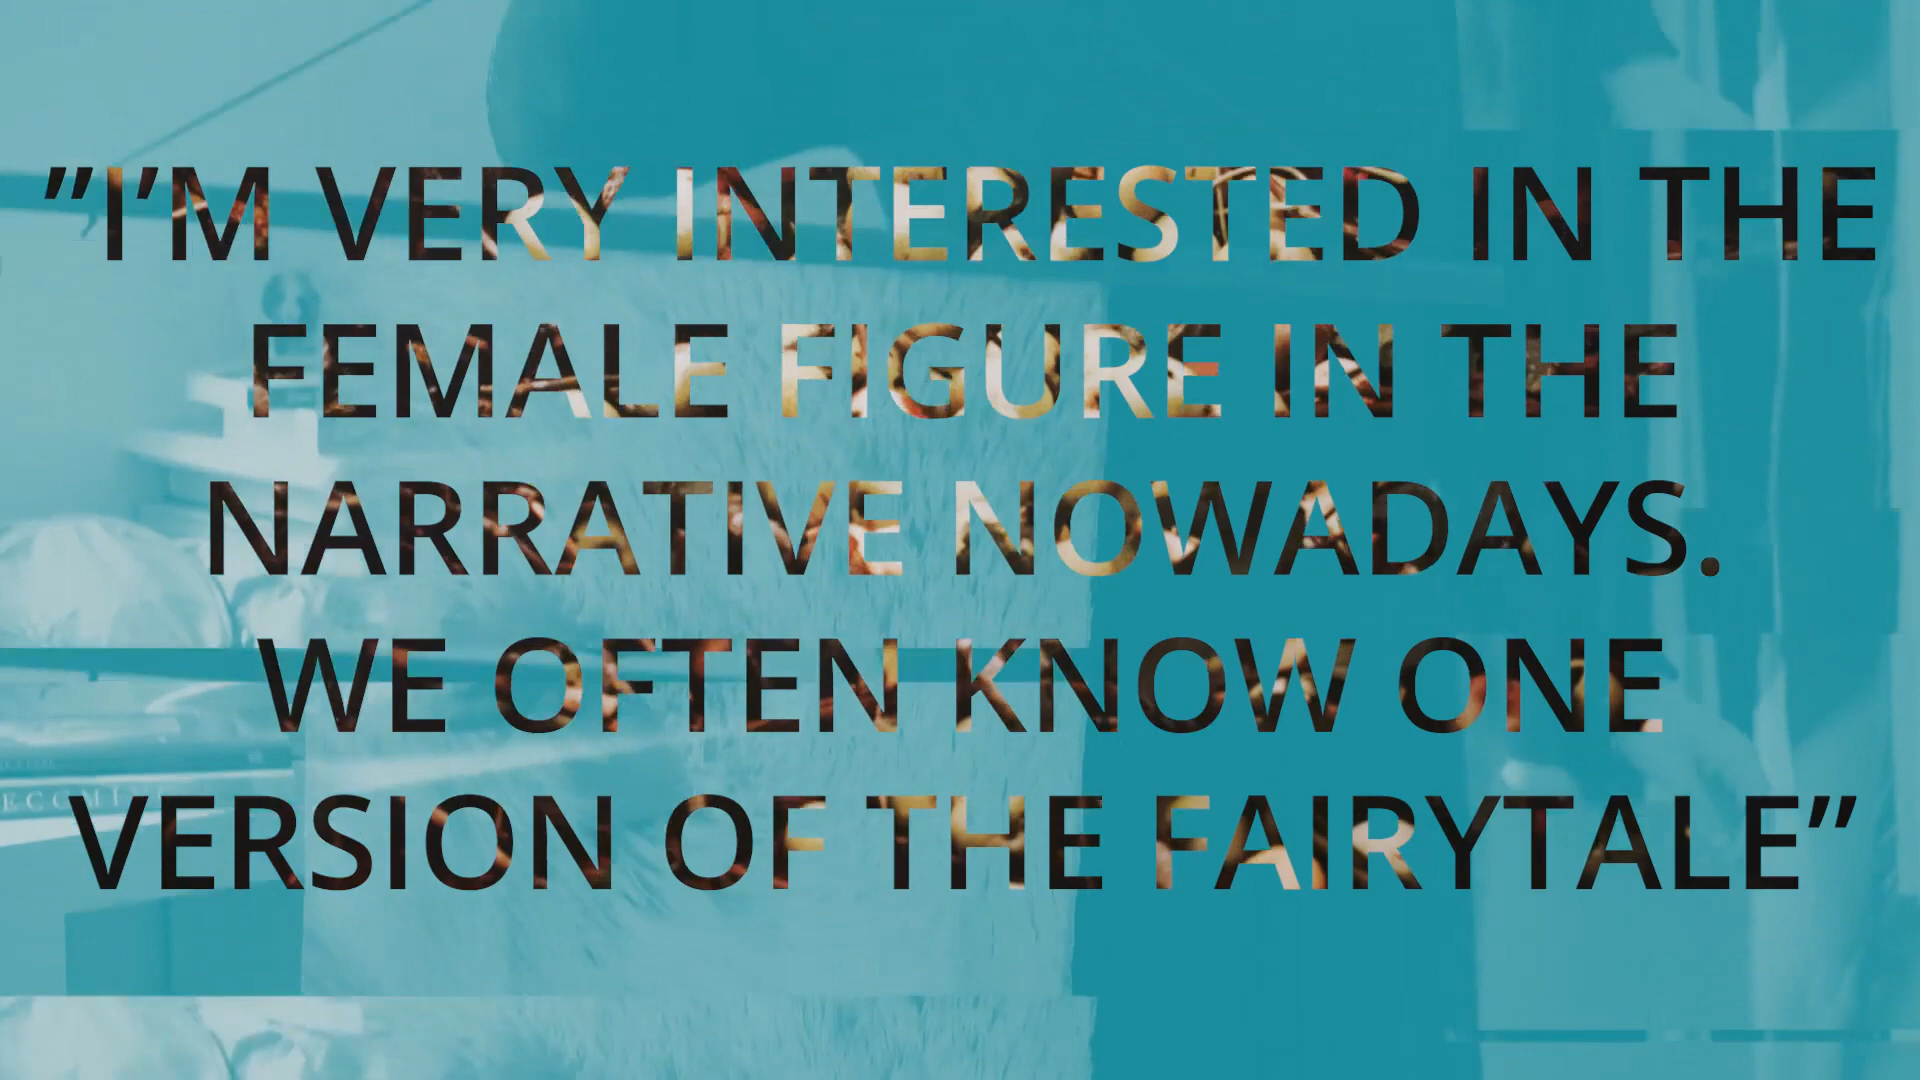 ”I’M VERY INTERESTED IN THE
FEMALE FIGURE IN THE
NARRATIVE NOWADAYS.
WE OFTEN KNOW ONE
VERSION OF THE FAIRYTALE”